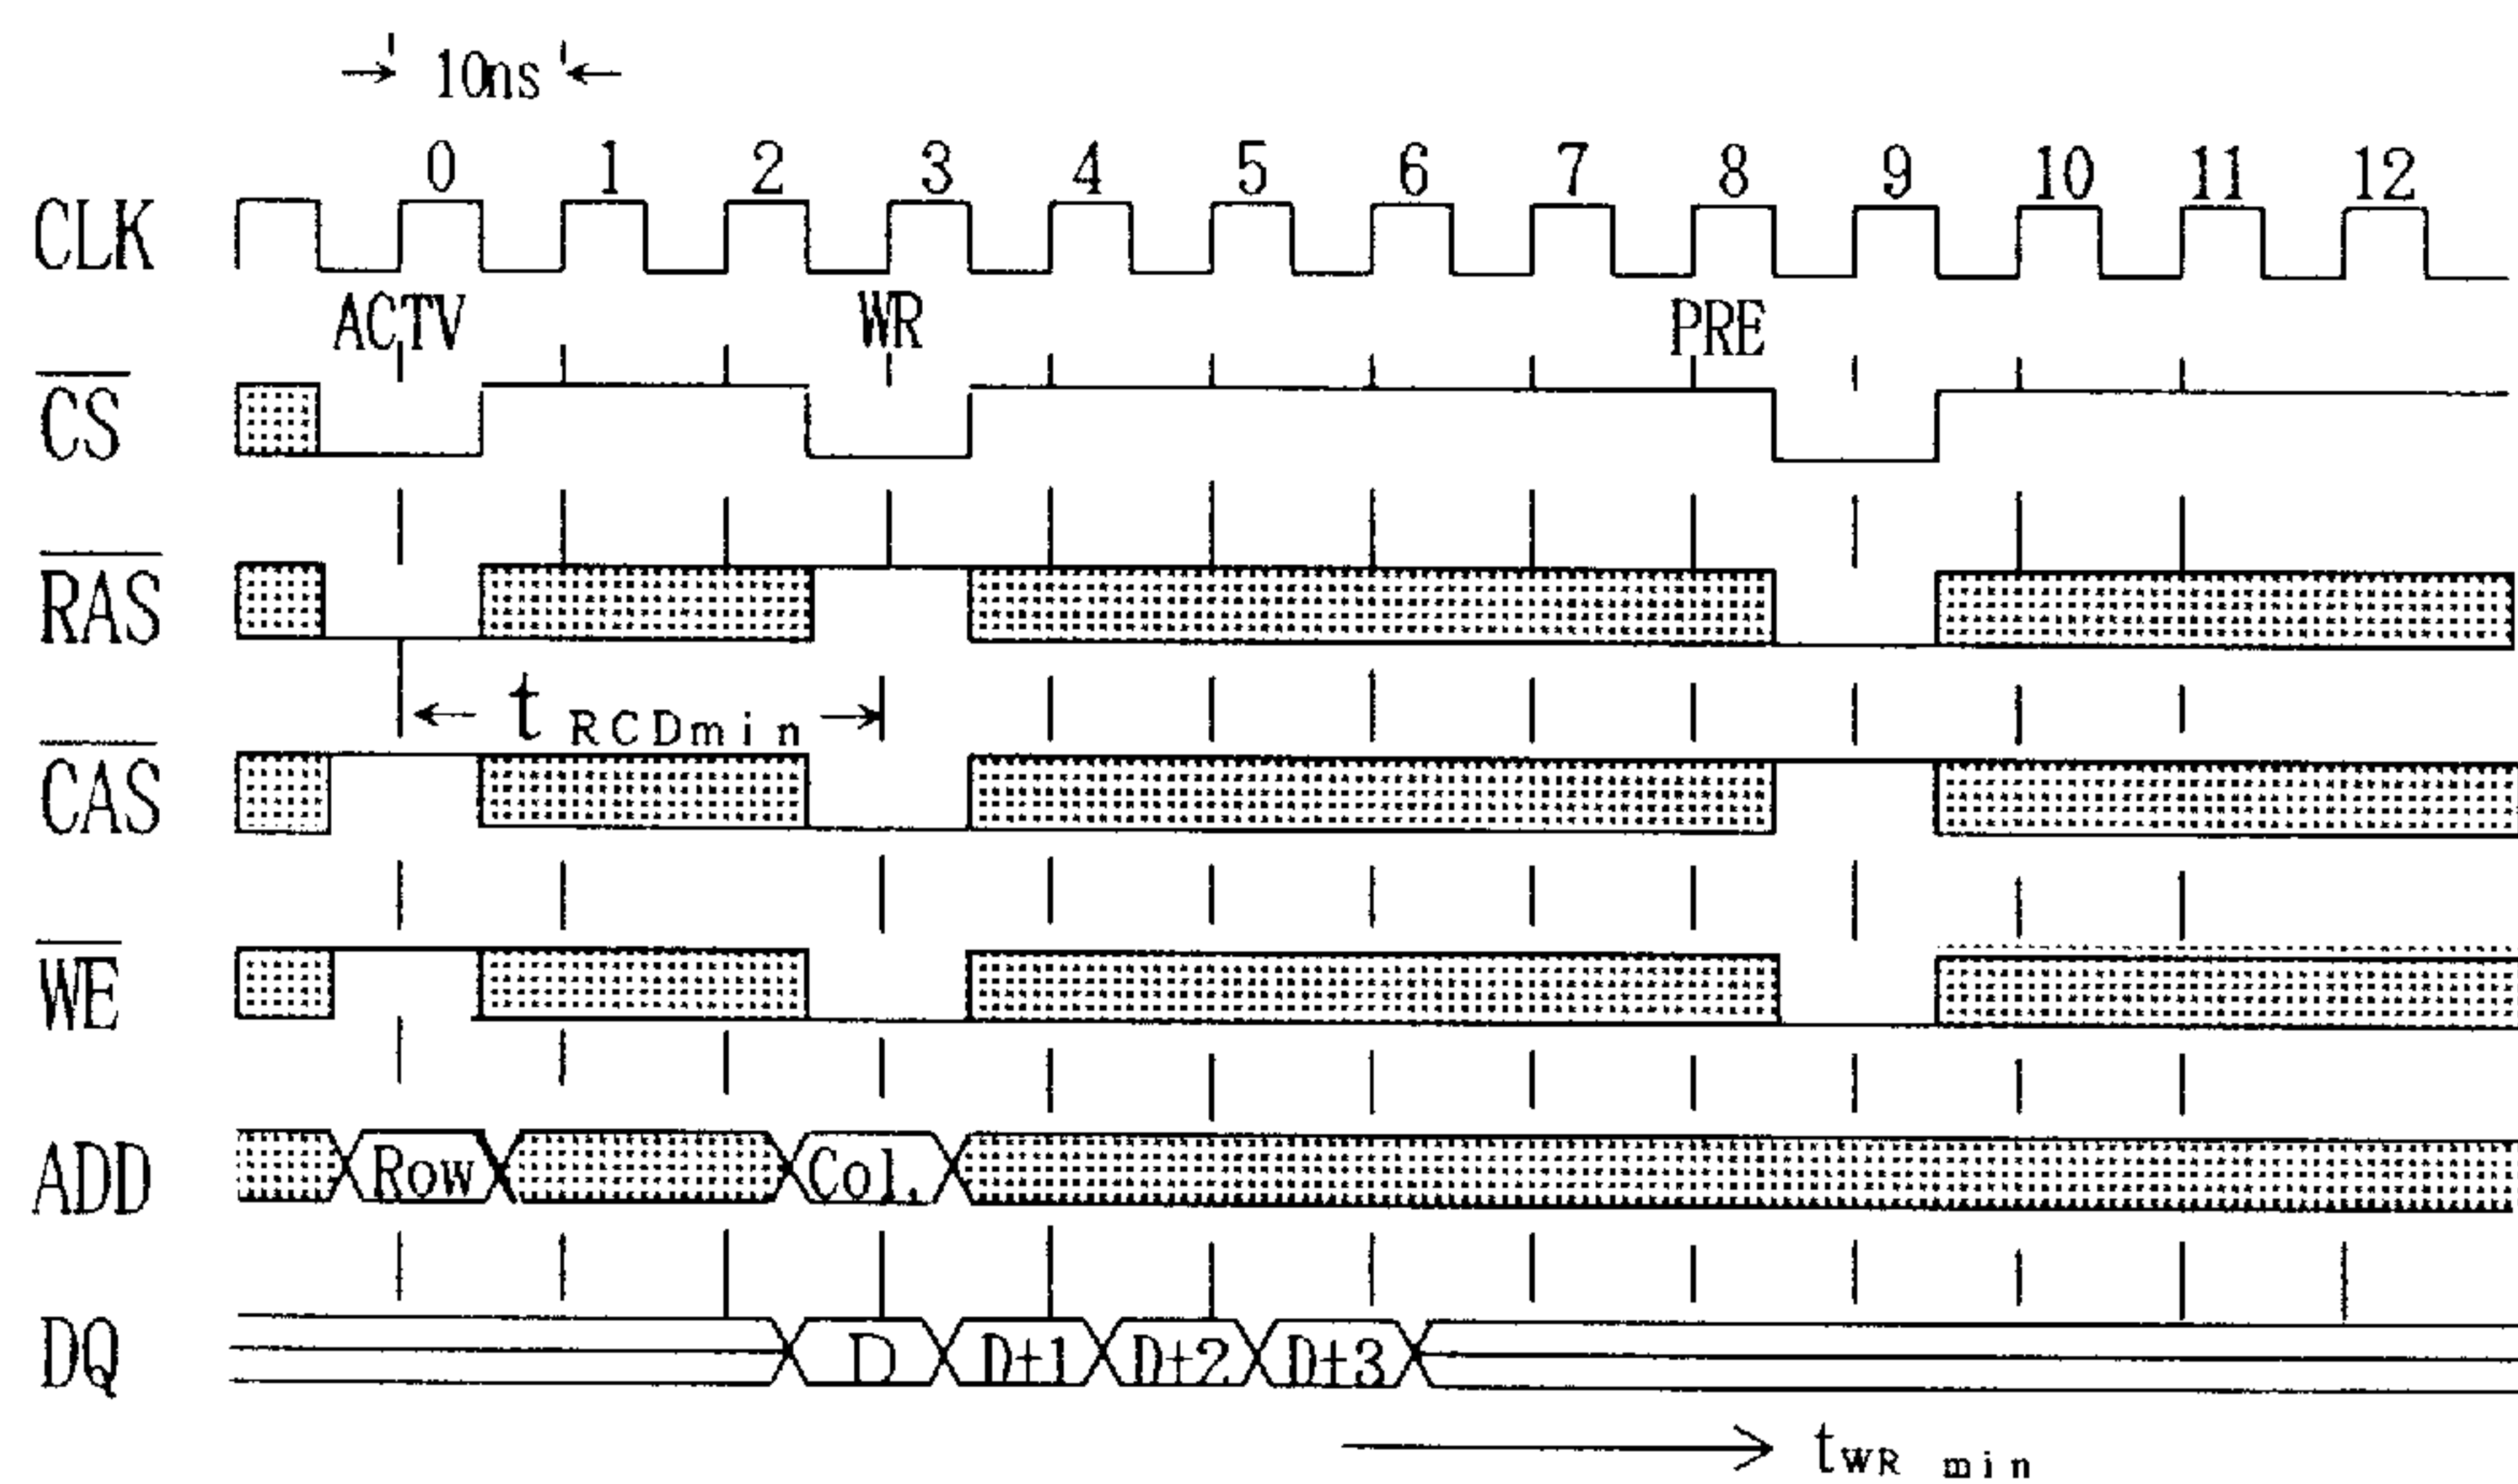 10ns
0 1 2 3 4 5 6 7 8 9 10 11 12
CLK
ACTV WR PRE
CS
RAS
tRCDmin
CAS
WE
ADD Row Col.
DQ D D+1 D+2 D+3
tWR min